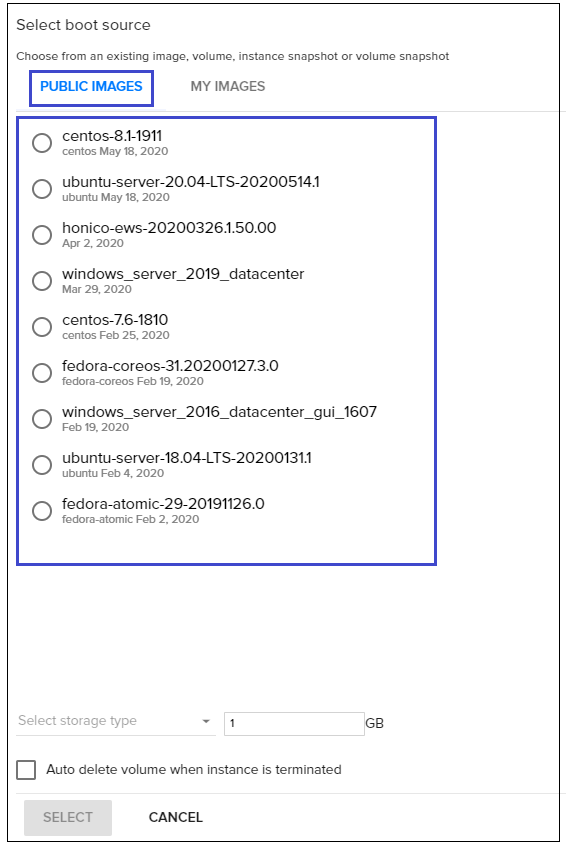 Select boot source
Choose from an existing image, volume, instance snapshot or volume snapshot
PUBLIC IMAGES MY IMAGES
centos-8.1-1911
centos May 18, 2020
ubuntu-server-20.04-LTS-20200514.1
ubuntu May 18, 2020
honico-ews-20200326.1.50.00
Apr 2, 2020
windows_server_2019_datacenter
Mar 29, 2020
centos-7.6-1810
centos Feb 25, 2020
fedora-coreos-31.20200127.3.0
fedora-coreos Feb 19, 2020
windows_server_2016_datacenter_gui_1607
Feb 19, 2020
ubuntu-server-18.04-LTS-20200131.1
ubuntu Feb 4, 2020
fedora-atomic-29-20191126.0
fedora-atomic Feb 2, 2020
Select storage type 1 GB
Auto delete volume when instance is terminated
SELECT CANCEL